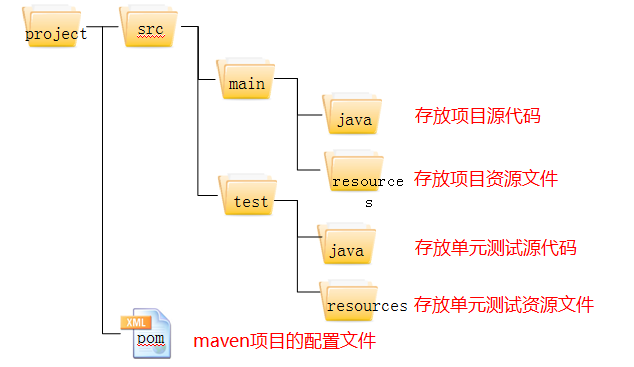 project
src
main
java 存放项目源代码
resource
s
存放项目资源文件
test
java 存放单元测试源代码
resources 存放单元测试资源文件
XML
pom
maven项目的配置文件